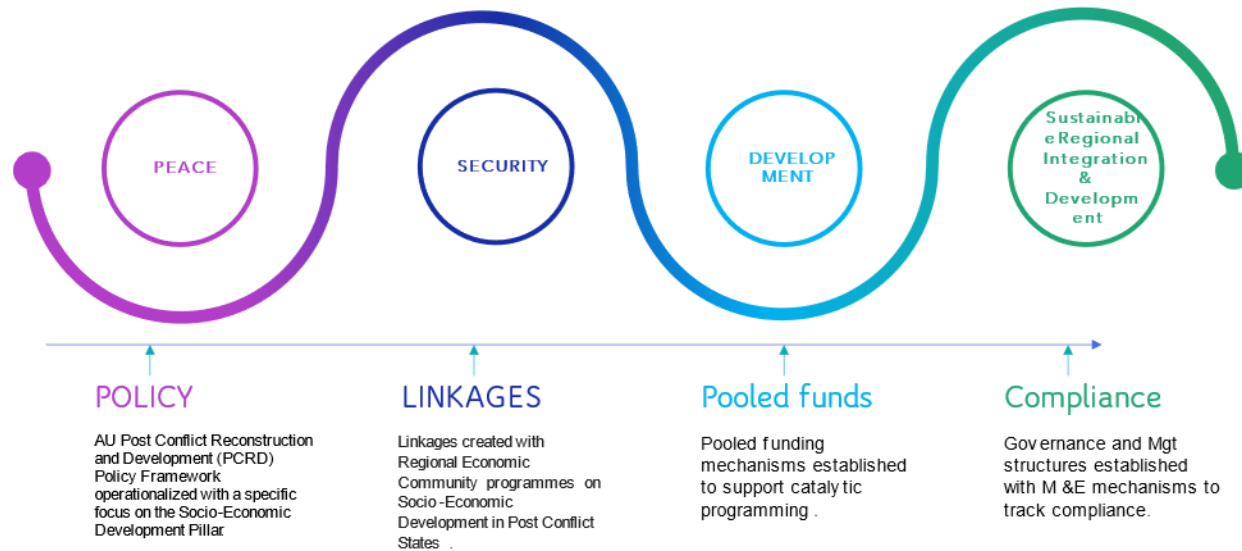 PEACE
SECURITY
DEVELOP
MENT
Sustainabl
e Regional
Integration
&
Developm
ent
POLICY
AU Post Conflict Reconstruction
and Development (PCRD)
Policy Framework
operationalized with a specific
focus on the Socio-Economic
Development Pillar.
LINKAGES
Linkages created with
Regional Economic
Community programmes on
Socio-Economic
Development in Post Conflict
States .
Pooled funds
Pooled funding
mechanisms established
to support catalytic
programming .
Compliance
Governance and Mgt
structures established
with M &E mechanisms to
track compliance.